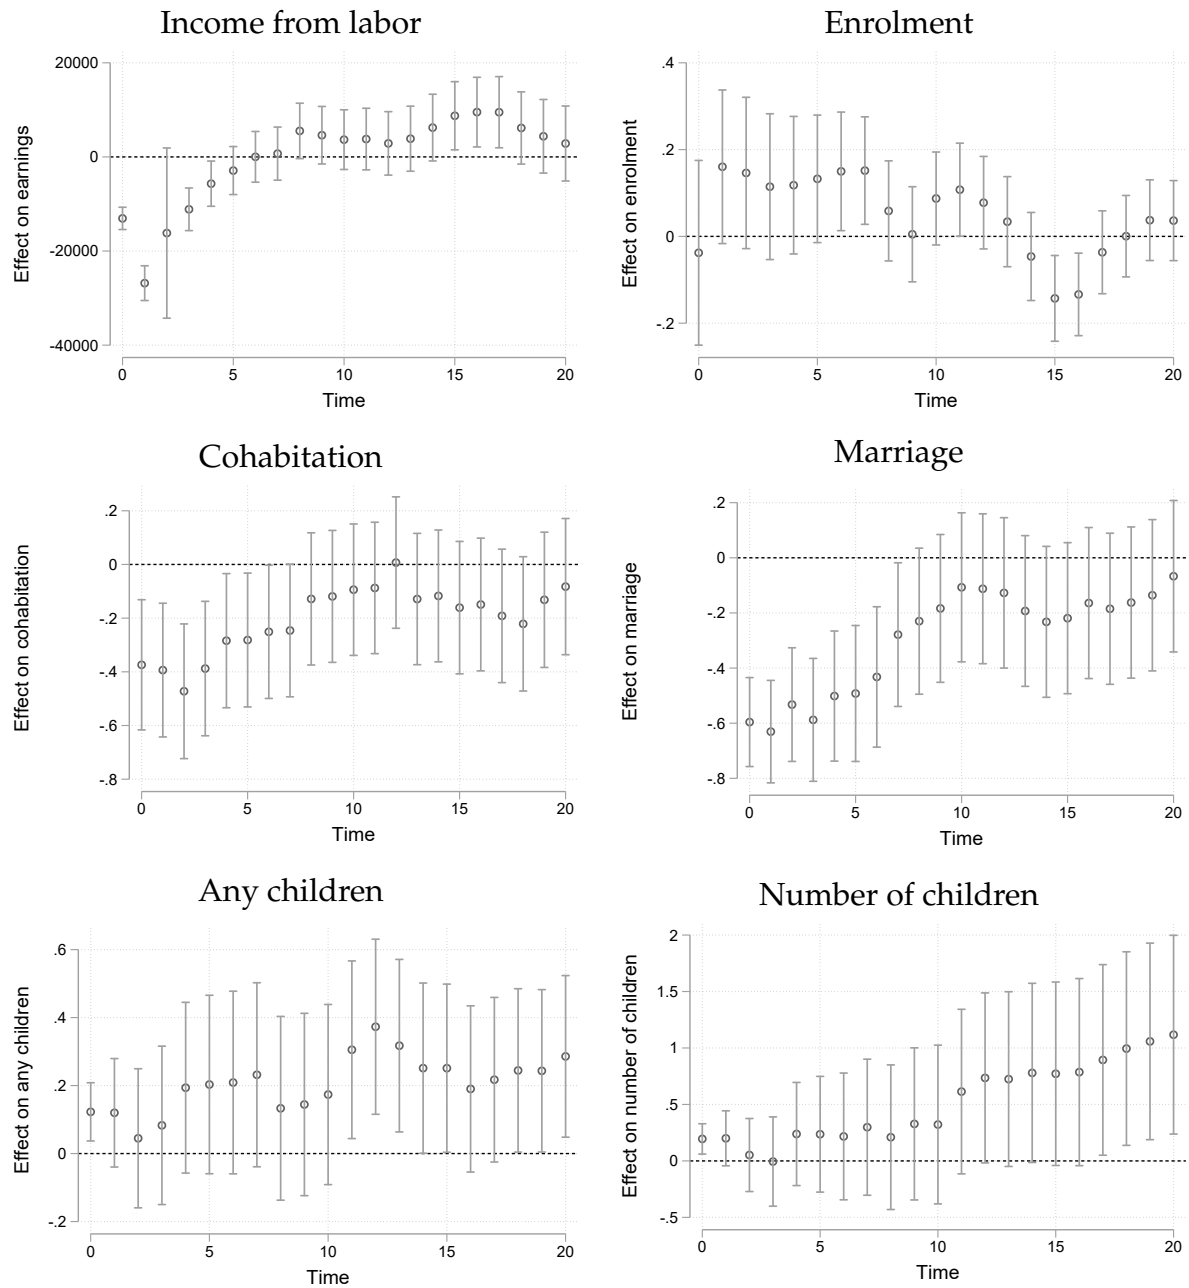 Income from labor
Effect on earnings
20000
0
-20000
-40000
0 5 10 15 20
Time
Enrolment
Effect on enrolment
.4
.2
0
-.2
0 5 10 15 20
Time
Cohabitation
Effect on cohabitation
.2
0
-.2
-.4
-.6
-.8
0 5 10 15 20
Time
Marriage
Effect on marriage
.2
0
-.2
-.4
-.6
-.8
0 5 10 15 20
Time
Any children
Effect on any children
.6
.4
.2
0
-.2
0 5 10 15 20
Time
Number of children
Effect on number of children
2
1.5
1
.5
0
-.5
0 5 10 15 20
Time